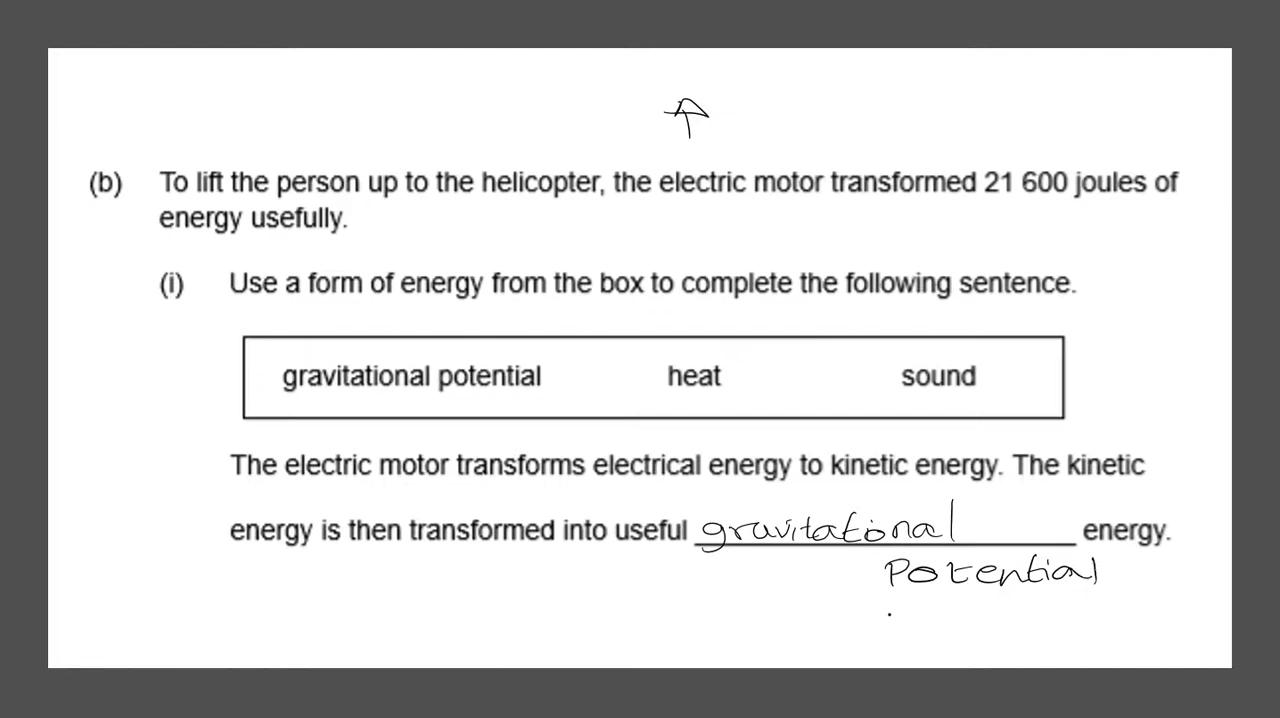 (b) To lift the person up to the helicopter, the electric motor transformed 21 600 joules of
energy usefully.
(i) Use a form of energy from the box to complete the following sentence.
gravitational potential heat sound
The electric motor transforms electrical energy to kinetic energy. The kinetic
energy is then transformed into useful gravitational energy.
Potential